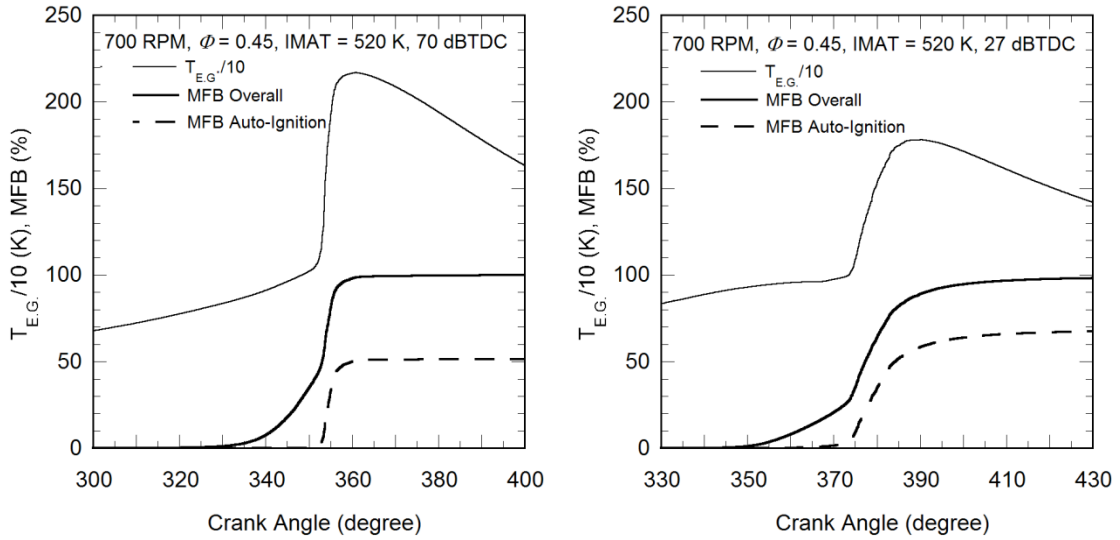 250
200
150
100
50
0
T_E.G./10 (K), MFB (%)
700 RPM, Φ = 0.45, IMAT = 520 K, 70 dBTDC
T_E.G./10
MFB Overall
MFB Auto-Ignition
300 320 340 360 380 400
Crank Angle (degree)
250
200
150
100
50
0
T_E.G./10 (K), MFB (%)
700 RPM, Φ = 0.45, IMAT = 520 K, 27 dBTDC
T_E.G./10
MFB Overall
MFB Auto-Ignition
330 350 370 390 410 430
Crank Angle (degree)